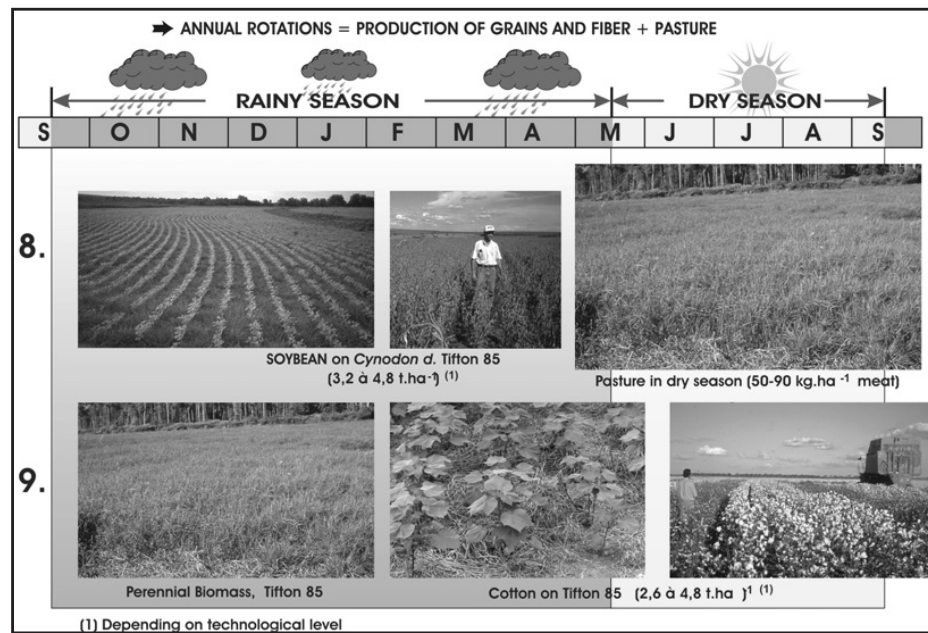 ➡ ANNUAL ROTATIONS = PRODUCTION OF GRAINS AND FIBER + PASTURE
RAINY SEASON DRY SEASON
S O N D J F M A M J J A S
8.
SOYBEAN on Cynodon d. Tifton 85
(3,2 à 4,8 t.ha⁻¹) (1)
Pasture in dry season (50-90 kg.ha ⁻¹ meat)
9.
Perennial Biomass, Tifton 85
Cotton on Tifton 85 (2,6 à 4,8 t.ha )⁻¹ (1)
(1) Depending on technological level